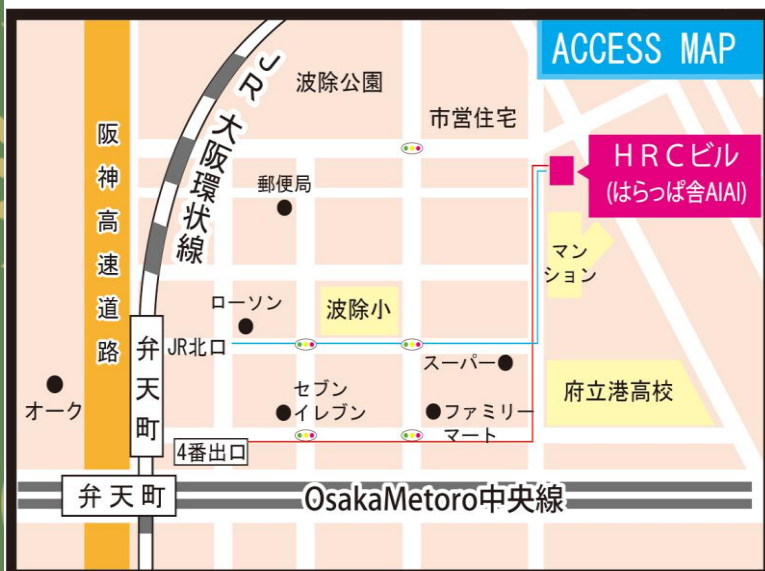 ACCESS MAP
波除公園
市営住宅
JR大阪環状線
阪神高速道路
郵便局
HRCビル
(はらっぱ舎AIAI)
マン
ション
ローソン
波除小
JR北口
弁天町
スーパー
府立港高校
オーク
セブン
イレブン
ファミリー
マート
4番出口
弁天町
OsakaMetoro中央線